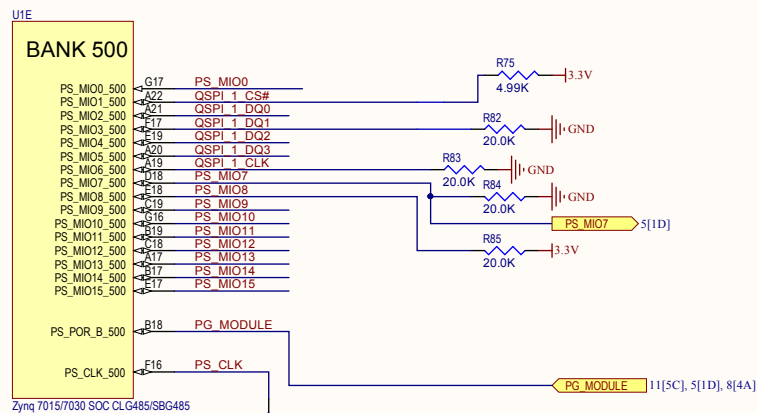 U1E
BANK 500
PS_MIO0_500 G17 PS_MIO0
PS_MIO1_500 A22 QSPI_1_CS#
PS_MIO2_500 A21 QSPI_1_DQ0
PS_MIO3_500 F17 QSPI_1_DQ1
PS_MIO4_500 E19 QSPI_1_DQ2
PS_MIO5_500 A20 QSPI_1_DQ3
PS_MIO6_500 A19 QSPI_1_CLK
PS_MIO7_500 D18 PS_MIO7
PS_MIO8_500 E18 PS_MIO8
PS_MIO9_500 C19 PS_MIO9
PS_MIO10_500 G16 PS_MIO10
PS_MIO11_500 B19 PS_MIO11
PS_MIO12_500 C18 PS_MIO12
PS_MIO13_500 A17 PS_MIO13
PS_MIO14_500 B17 PS_MIO14
PS_MIO15_500 E17 PS_MIO15
PS_POR_B_500 B18 PG_MODULE
PS_CLK_500 F16 PS_CLK
Zynq 7015/7030 SOC CLG485/SBG485
R75
4.99K
3.3V
R82
20.0K
GND
R83
20.0K
GND
R84
20.0K
GND
PS_MIO7 5[1D]
R85
20.0K
3.3V
PG_MODULE 11[5C], 5[1D], 8[4A]